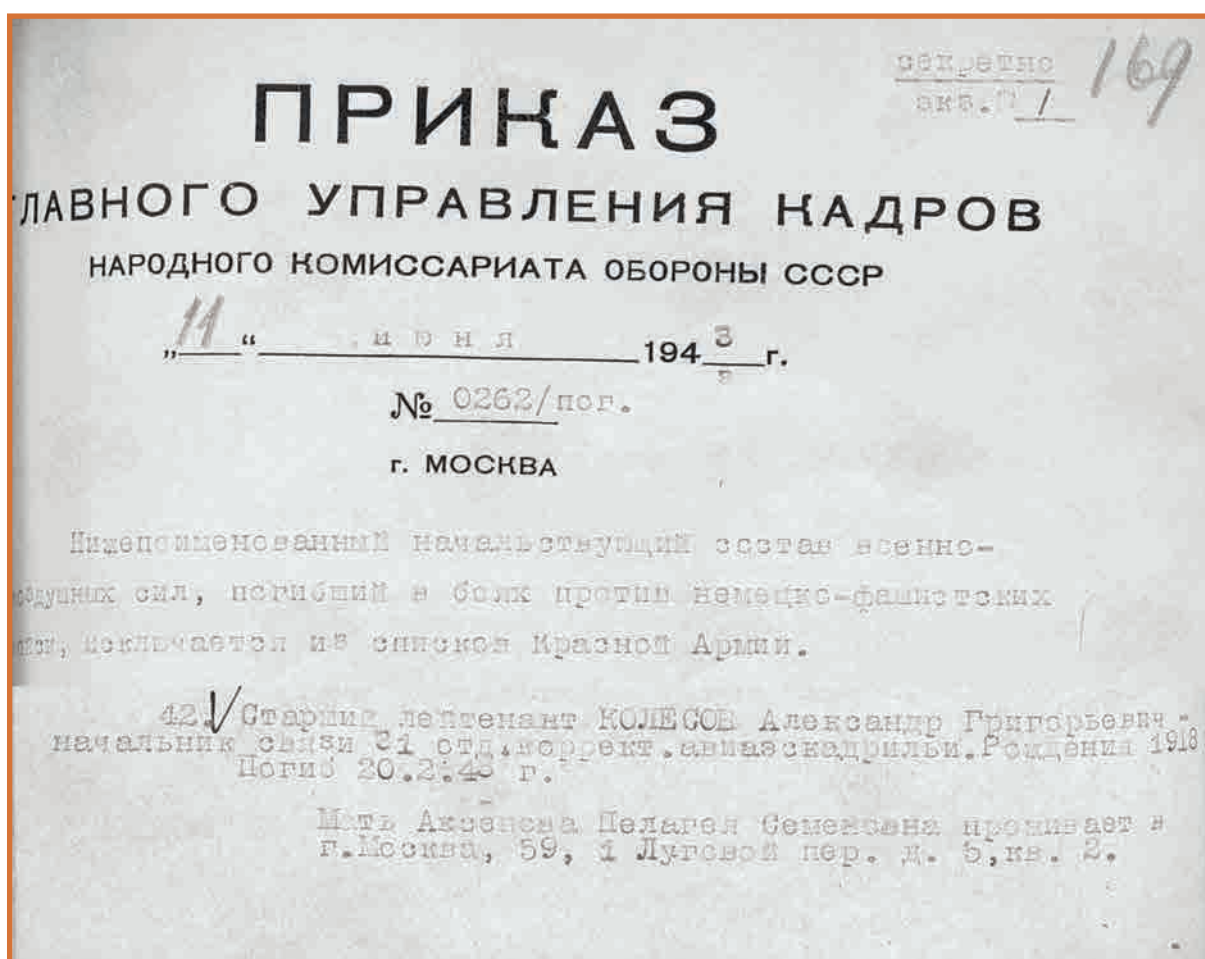 секретно
экз. 1
169
ПРИКАЗ
ГЛАВНОГО УПРАВЛЕНИЯ КАДРОВ
НАРОДНОГО КОМИССАРИАТА ОБОРОНЫ СССР
„11“ июня 1943 г.
№ 0262/пог.
г. МОСКВА
Нижепоименованный начальствующий состав военно-
воздушных сил, погибший в боях против немецко-фашистских
исключается из списков Красной Армии.
42. Старший лейтенант КОЛЕСОВ Александр Григорьевич -
начальник связи 31 отд.коррект.авиаэскадрильи.Рождения 1918
Погиб 20.2.43 г.
Мать Аксенова Пелагея Семеновна проживает в
г.Москва, 59, 1 Луговой пер. д. 5,кв. 2.